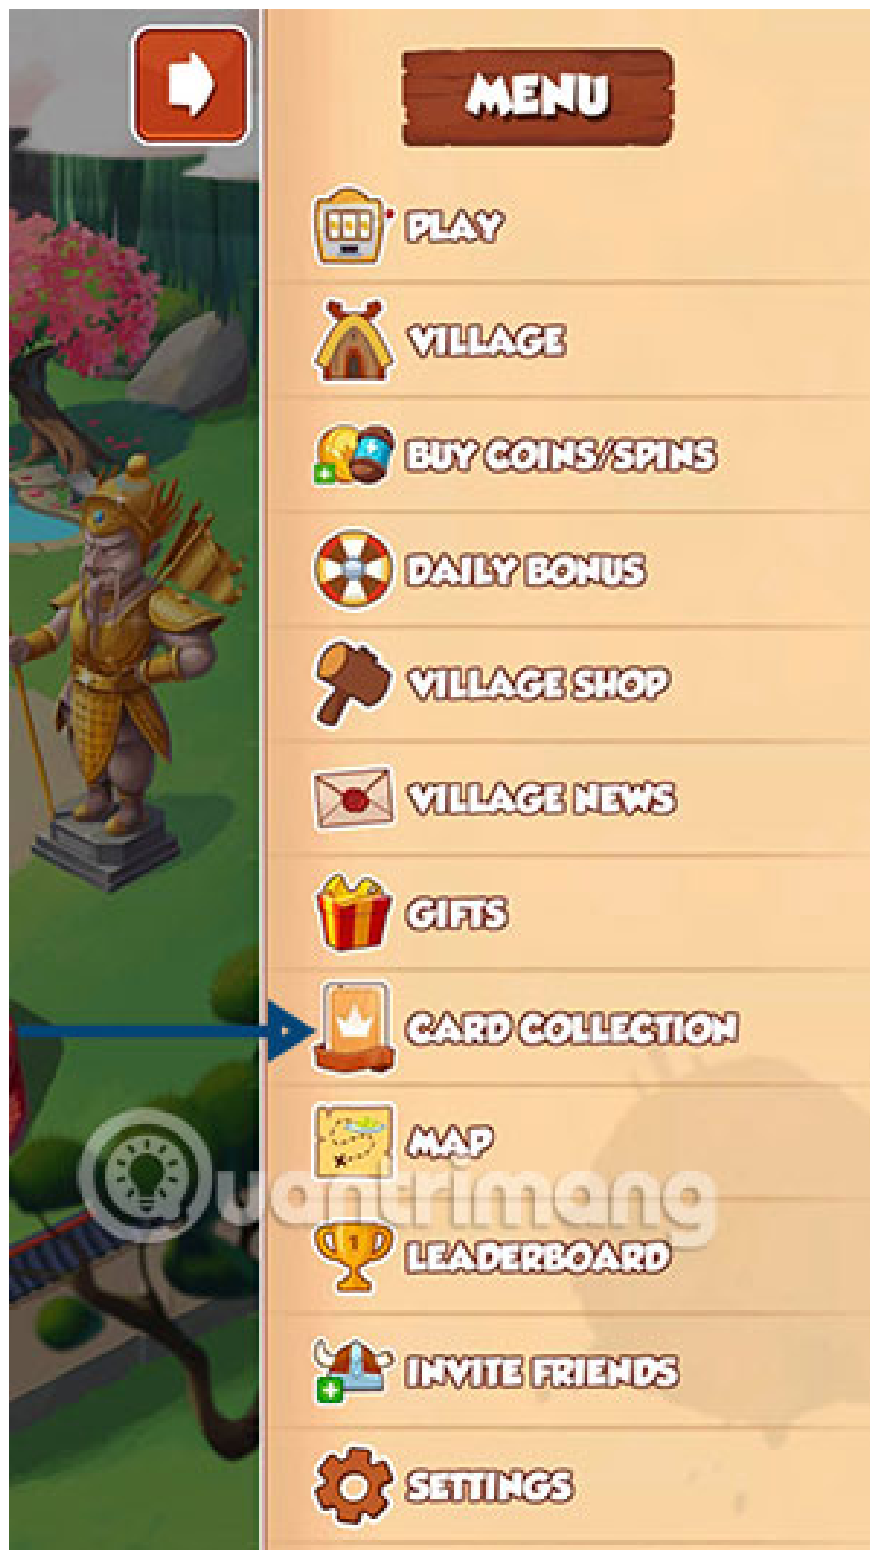 MENU
PLAY
VILLAGE
BUY COINS/SPINS
DAILY BONUS
VILLAGE SHOP
VILLAGE NEWS
GIFTS
CARD COLLECTION
MAP
Quantrimang
LEADERBOARD
1
INVITE FRIENDS
SETTINGS